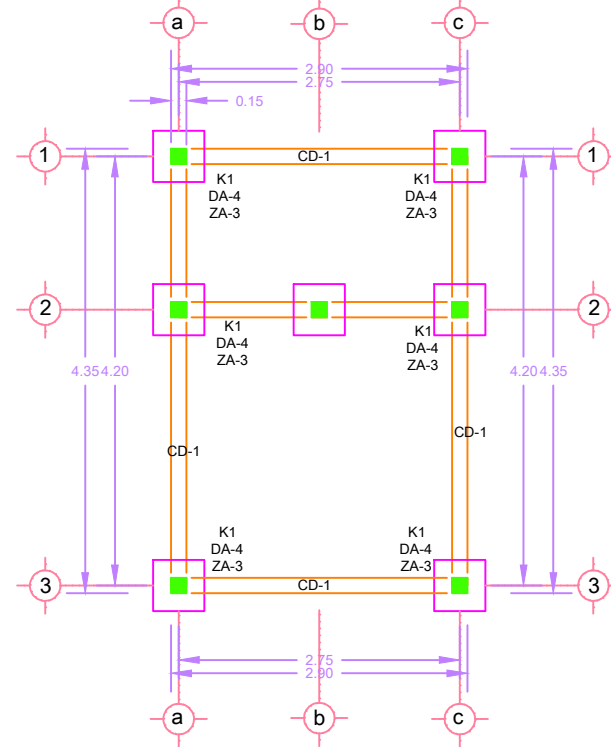 a
b
c
2.90
2.75
0.15
1
CD-1
1
K1
DA-4
ZA-3
K1
DA-4
ZA-3
2
2
K1
DA-4
ZA-3
K1
DA-4
ZA-3
4.35
4.20
4.20
4.35
CD-1
CD-1
K1
DA-4
ZA-3
K1
DA-4
ZA-3
3
CD-1
3
2.75
2.90
a
b
c